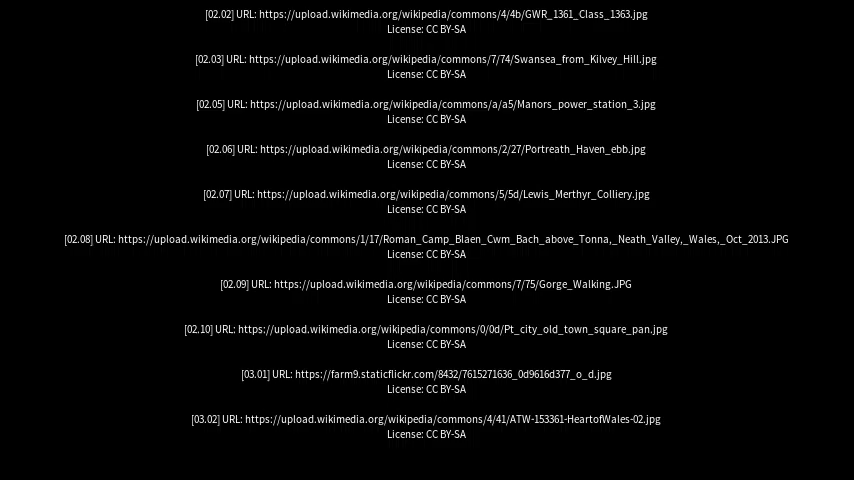 [02.02] URL: https://upload.wikimedia.org/wikipedia/commons/4/4b/GWR_1361_Class_1363.jpg
License: CC BY-SA
[02.03] URL: https://upload.wikimedia.org/wikipedia/commons/7/74/Swansea_from_Kilvey_Hill.jpg
License: CC BY-SA
[02.05] URL: https://upload.wikimedia.org/wikipedia/commons/a/a5/Manors_power_station_3.jpg
License: CC BY-SA
[02.06] URL: https://upload.wikimedia.org/wikipedia/commons/2/27/Portreath_Haven_ebb.jpg
License: CC BY-SA
[02.07] URL: https://upload.wikimedia.org/wikipedia/commons/5/5d/Lewis_Merthyr_Colliery.jpg
License: CC BY-SA
[02.08] URL: https://upload.wikimedia.org/wikipedia/commons/1/17/Roman_Camp_Blaen_Cwm_Bach_above_Tonna,_Neath_Valley,_Wales,_Oct_2013.JPG
License: CC BY-SA
[02.09] URL: https://upload.wikimedia.org/wikipedia/commons/7/75/Gorge_Walking.JPG
License: CC BY-SA
[02.10] URL: https://upload.wikimedia.org/wikipedia/commons/0/0d/Pt_city_old_town_square_pan.jpg
License: CC BY-SA
[03.01] URL: https://farm9.staticflickr.com/8432/7615271636_0d9616d377_o_d.jpg
License: CC BY-SA
[03.02] URL: https://upload.wikimedia.org/wikipedia/commons/4/41/ATW-153361-HeartofWales-02.jpg
License: CC BY-SA